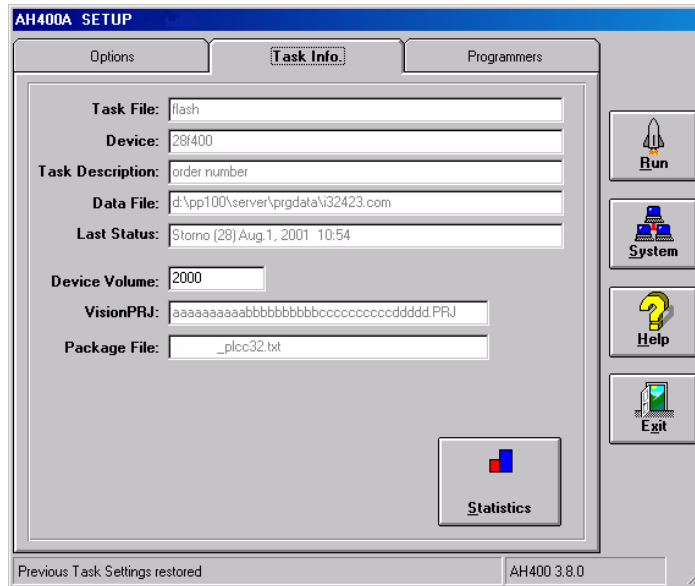 AH400A SETUP
Options
Task Info.
Programmers
Task File: flash
Device: 28f400
Task Description: order number
Data File: d:\pp100\server\prgdata\i32423.com
Last Status: Storno (28) Aug.1, 2001 10:54
Device Volume: 2000
VisionPRJ: aaaaaaaaaabbbbbbbbbbccccccccccddddd.PRJ
Package File: _plcc32.txt
Statistics
Run
System
Help
Exit
Previous Task Settings restored
AH400 3.8.0